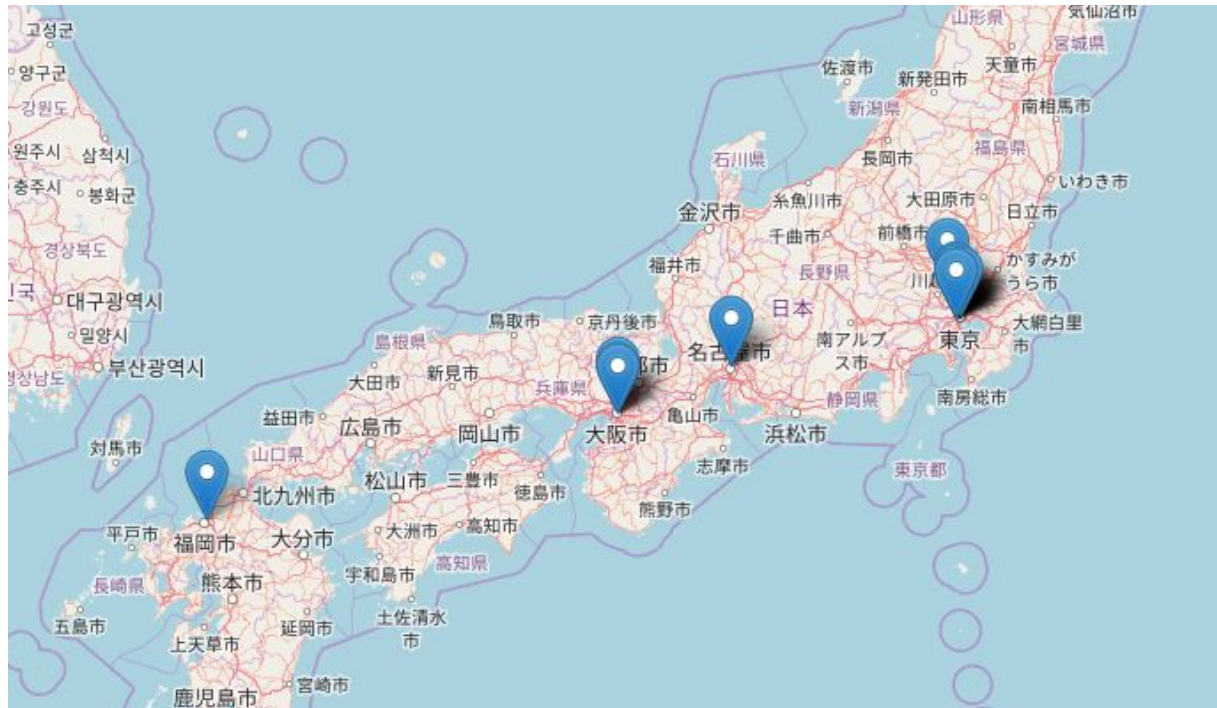 고성군
山形県
気仙沼市
宮城県
양구군
佐渡市
新発田市
天童市
강원도
新潟県
南相馬市
원주시
삼척시
石川県
長岡市
福島県
충주시
봉화군
糸魚川市
大田原市
いわき市
金沢市
日立市
경상북도
千曲市
前橋市
福井市
長野県
かすみが
うら市
국
대구광역시
日本
川
밀양시
鳥取市
京丹後市
南アルプ
ス市
東京
大網白里
市
島根県
名古屋市
부산광역시
경상남도
大田市
新見市
兵庫県
都市
静岡県
南房総市
益田市
広島市
岡山市
大阪市
亀山市
浜松市
対馬市
山口県
松山市
三豊市
志摩市
東京都
北九州市
徳島市
熊野市
平戸市
福岡市
大分市
大洲市
高知市
長崎県
熊本市
宇和島市
高知県
五島市
上天草市
延岡市
土佐清水
市
鹿児島市
宮崎市